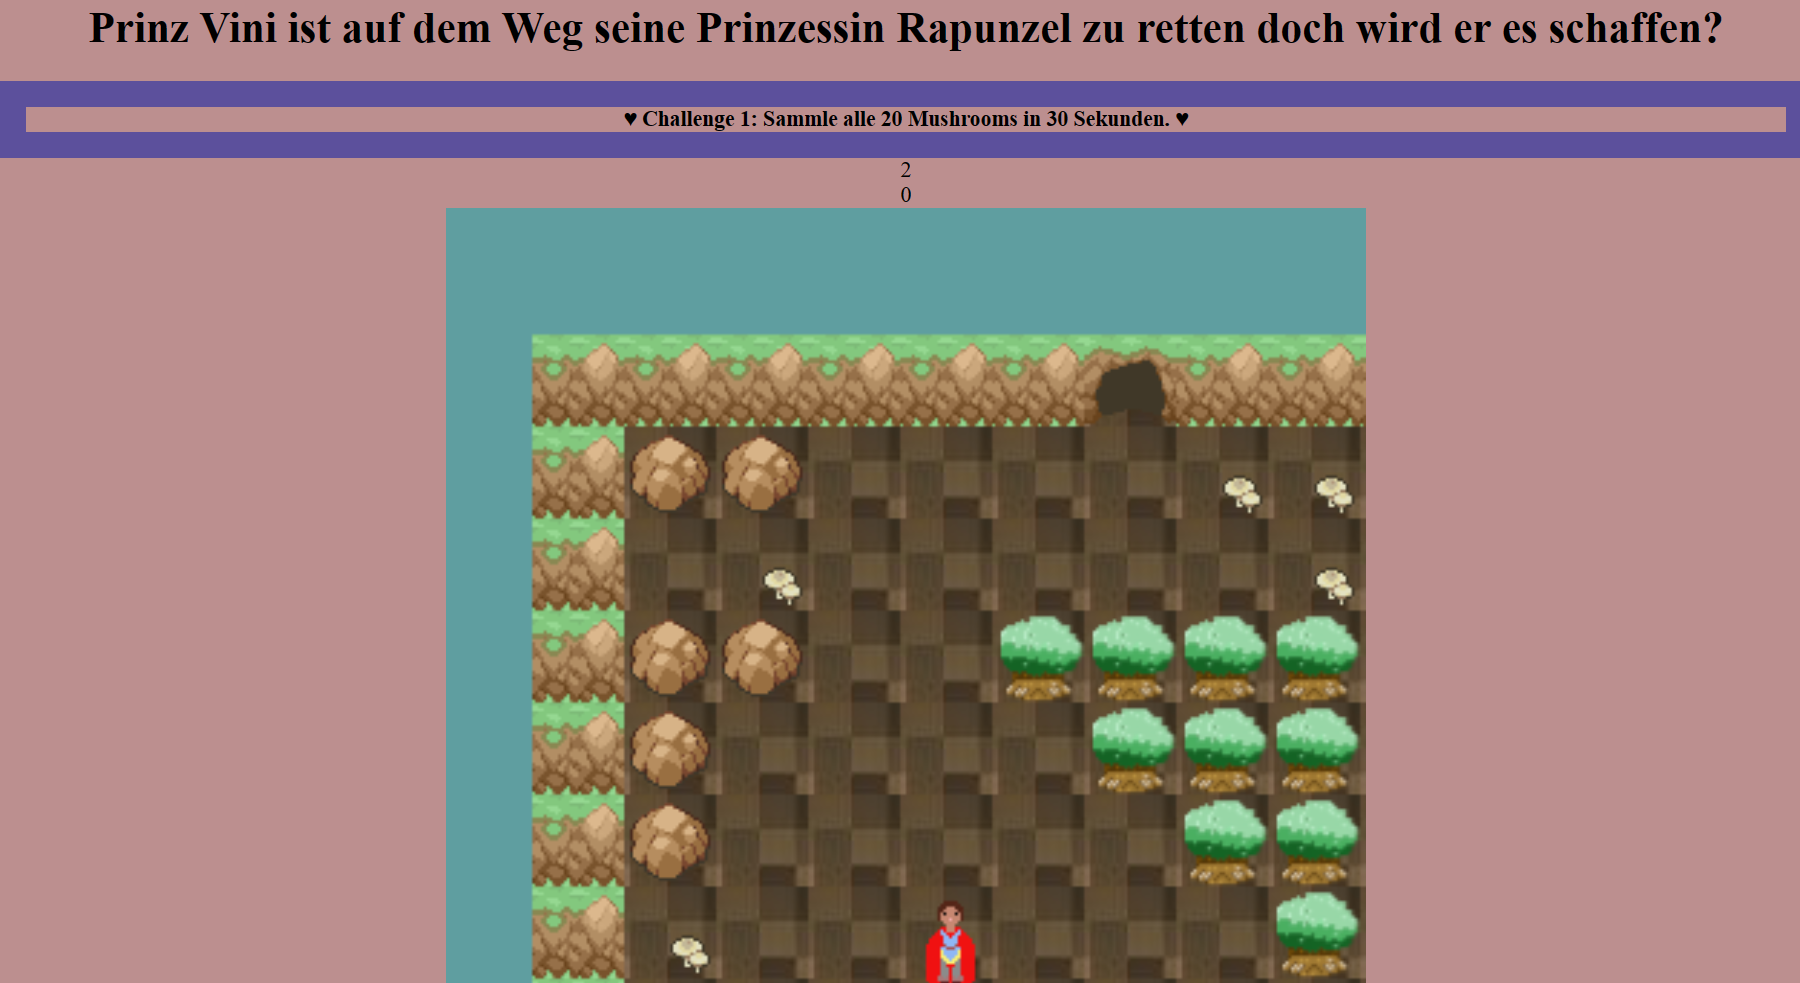 Prinz Vini ist auf dem Weg seine Prinzessin Rapunzel zu retten doch wird er es schaffen?
♥ Challenge 1: Sammle alle 20 Mushrooms in 30 Sekunden. ♥
2
0